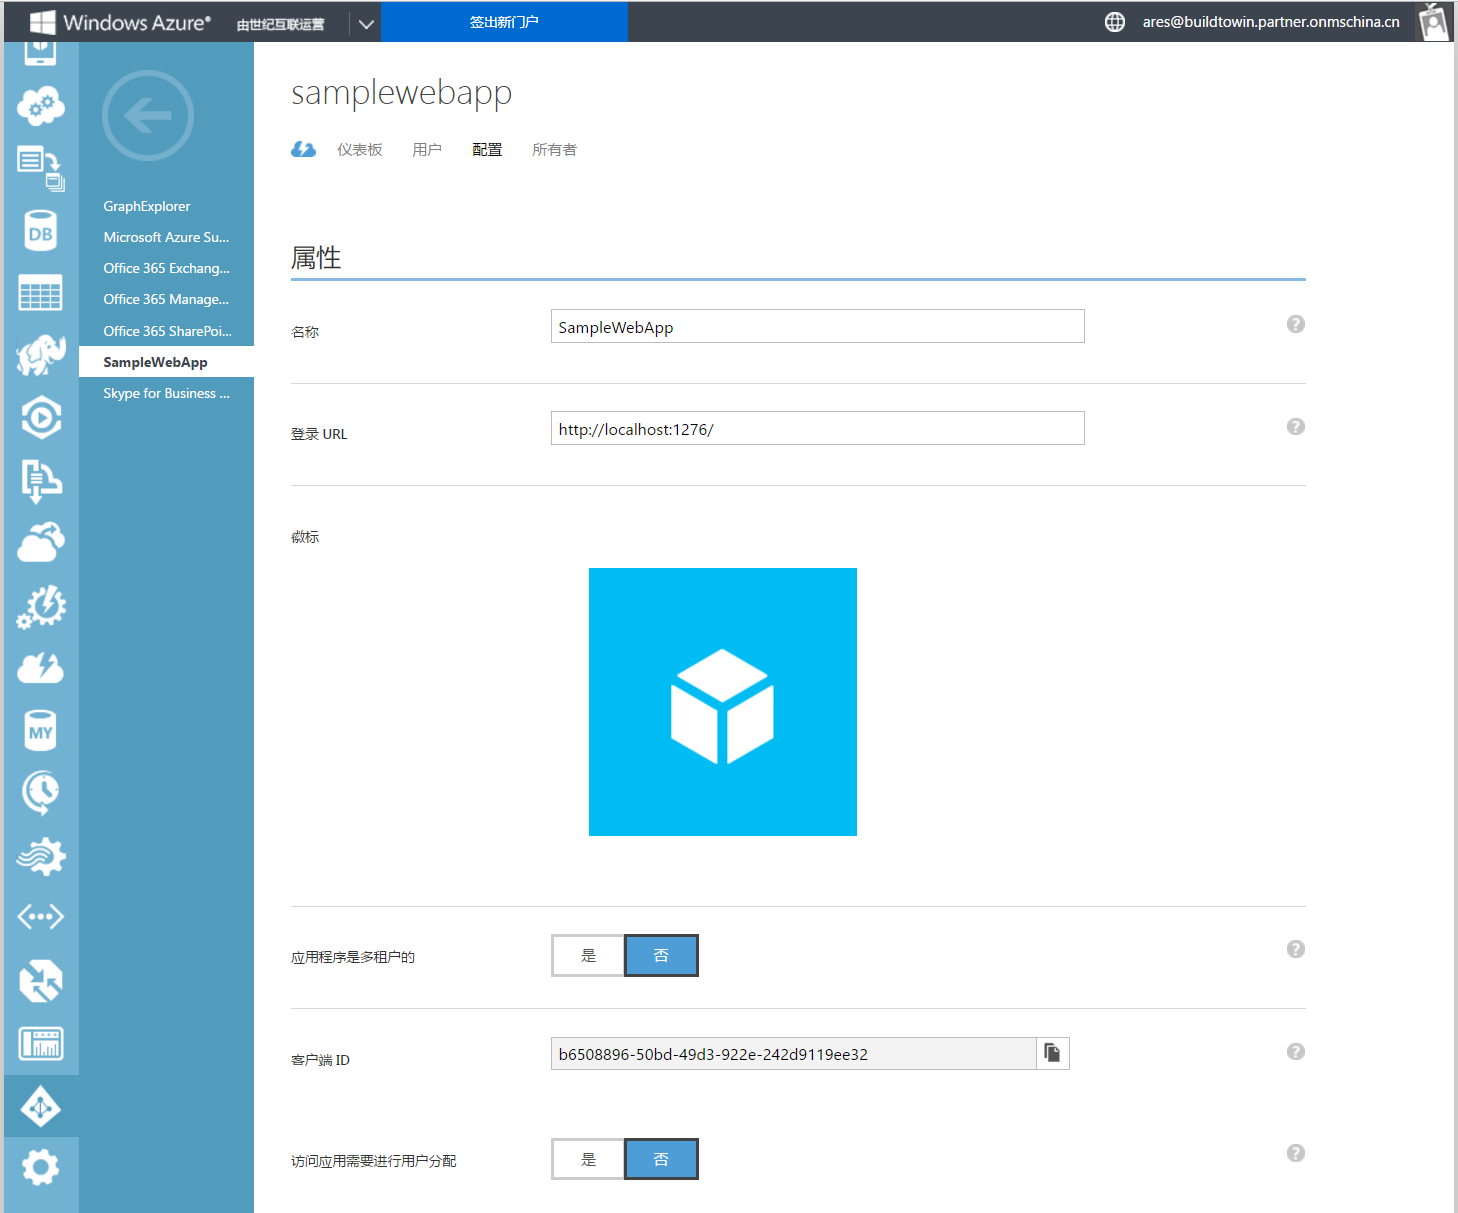 Windows Azure® 由世纪互联运营 签出新门户 ares@buildtowin.partner.onmschina.cn
GraphExplorer
Microsoft Azure Su...
Office 365 Exchang...
Office 365 Manage...
Office 365 SharePoi...
SampleWebApp
Skype for Business ...
DB
MY
samplewebapp
仪表板 用户 配置 所有者
属性
名称 SampleWebApp ?
登录 URL http://localhost:1276/ ?
徽标
应用程序是多租户的 是 否 ?
客户端 ID b6508896-50bd-49d3-922e-242d9119ee32 ?
访问应用需要进行用户分配 是 否 ?